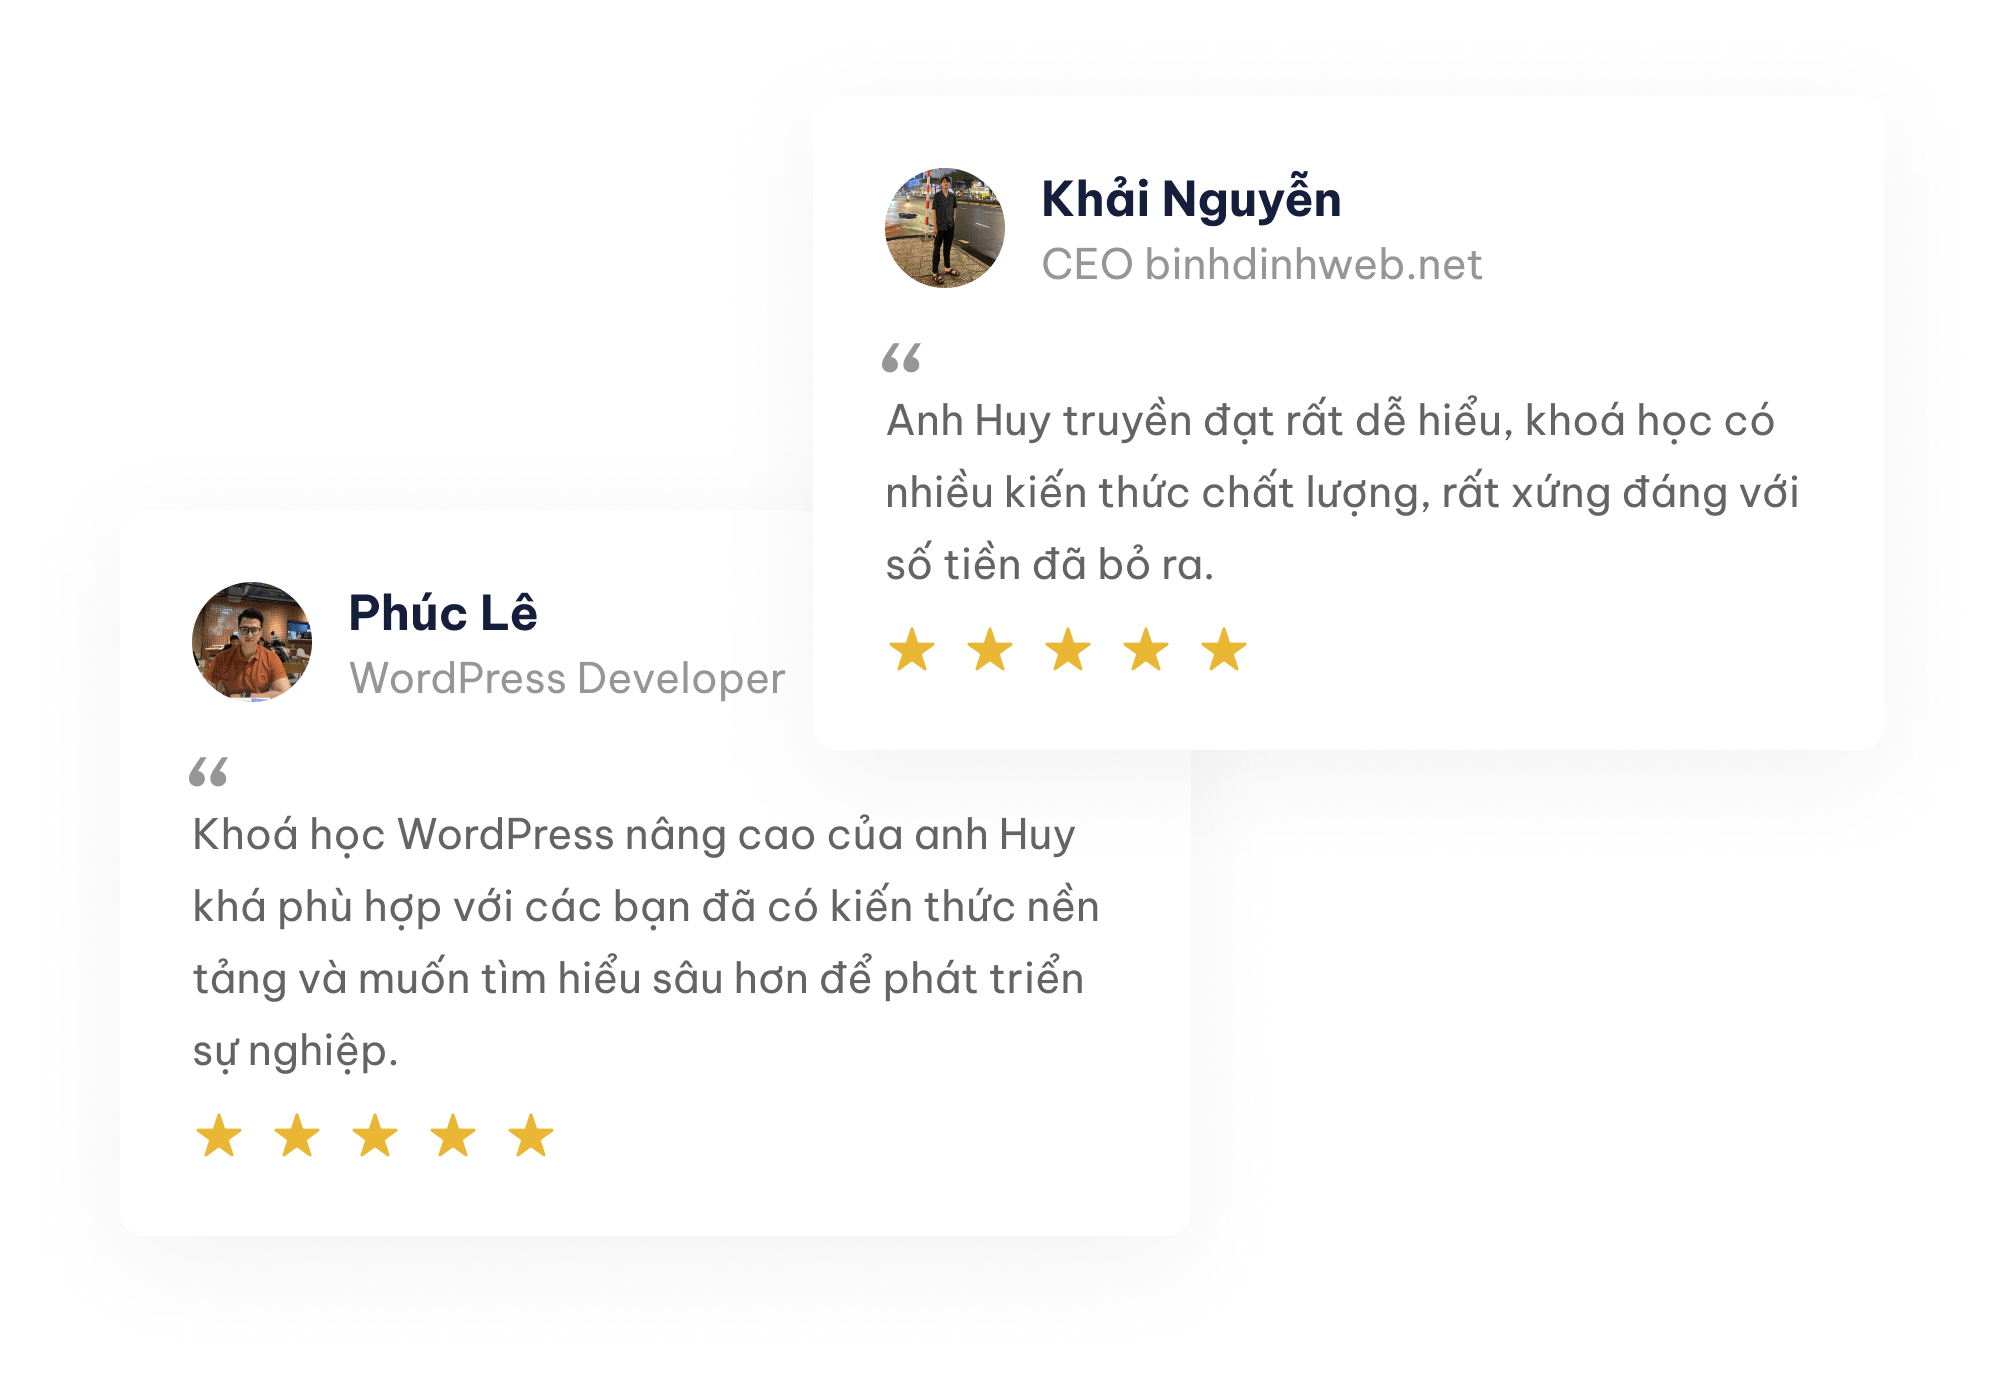 Khải Nguyễn
CEO binhdinhweb.net
“
Anh Huy truyền đạt rất dễ hiểu, khoá học có
nhiều kiến thức chất lượng, rất xứng đáng với
số tiền đã bỏ ra.
Phúc Lê
WordPress Developer
“
Khoá học WordPress nâng cao của anh Huy
khá phù hợp với các bạn đã có kiến thức nền
tảng và muốn tìm hiểu sâu hơn để phát triển
sự nghiệp.